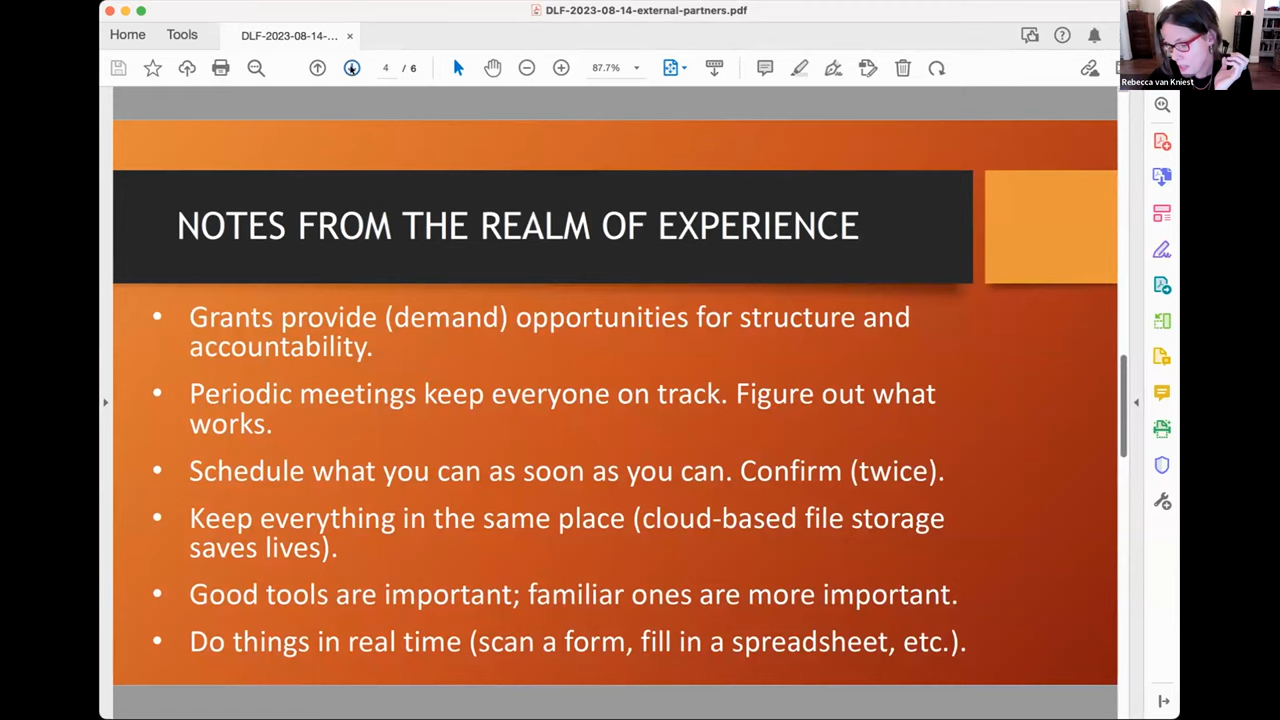 DLF-2023-08-14-external-partners.pdf
Home Tools DLF-2023-08-14-... ×
4 / 6 87.7%
Rebecca van Kniest
NOTES FROM THE REALM OF EXPERIENCE
• Grants provide (demand) opportunities for structure and
accountability.
• Periodic meetings keep everyone on track. Figure out what
works.
• Schedule what you can as soon as you can. Confirm (twice).
• Keep everything in the same place (cloud-based file storage
saves lives).
• Good tools are important; familiar ones are more important.
• Do things in real time (scan a form, fill in a spreadsheet, etc.).